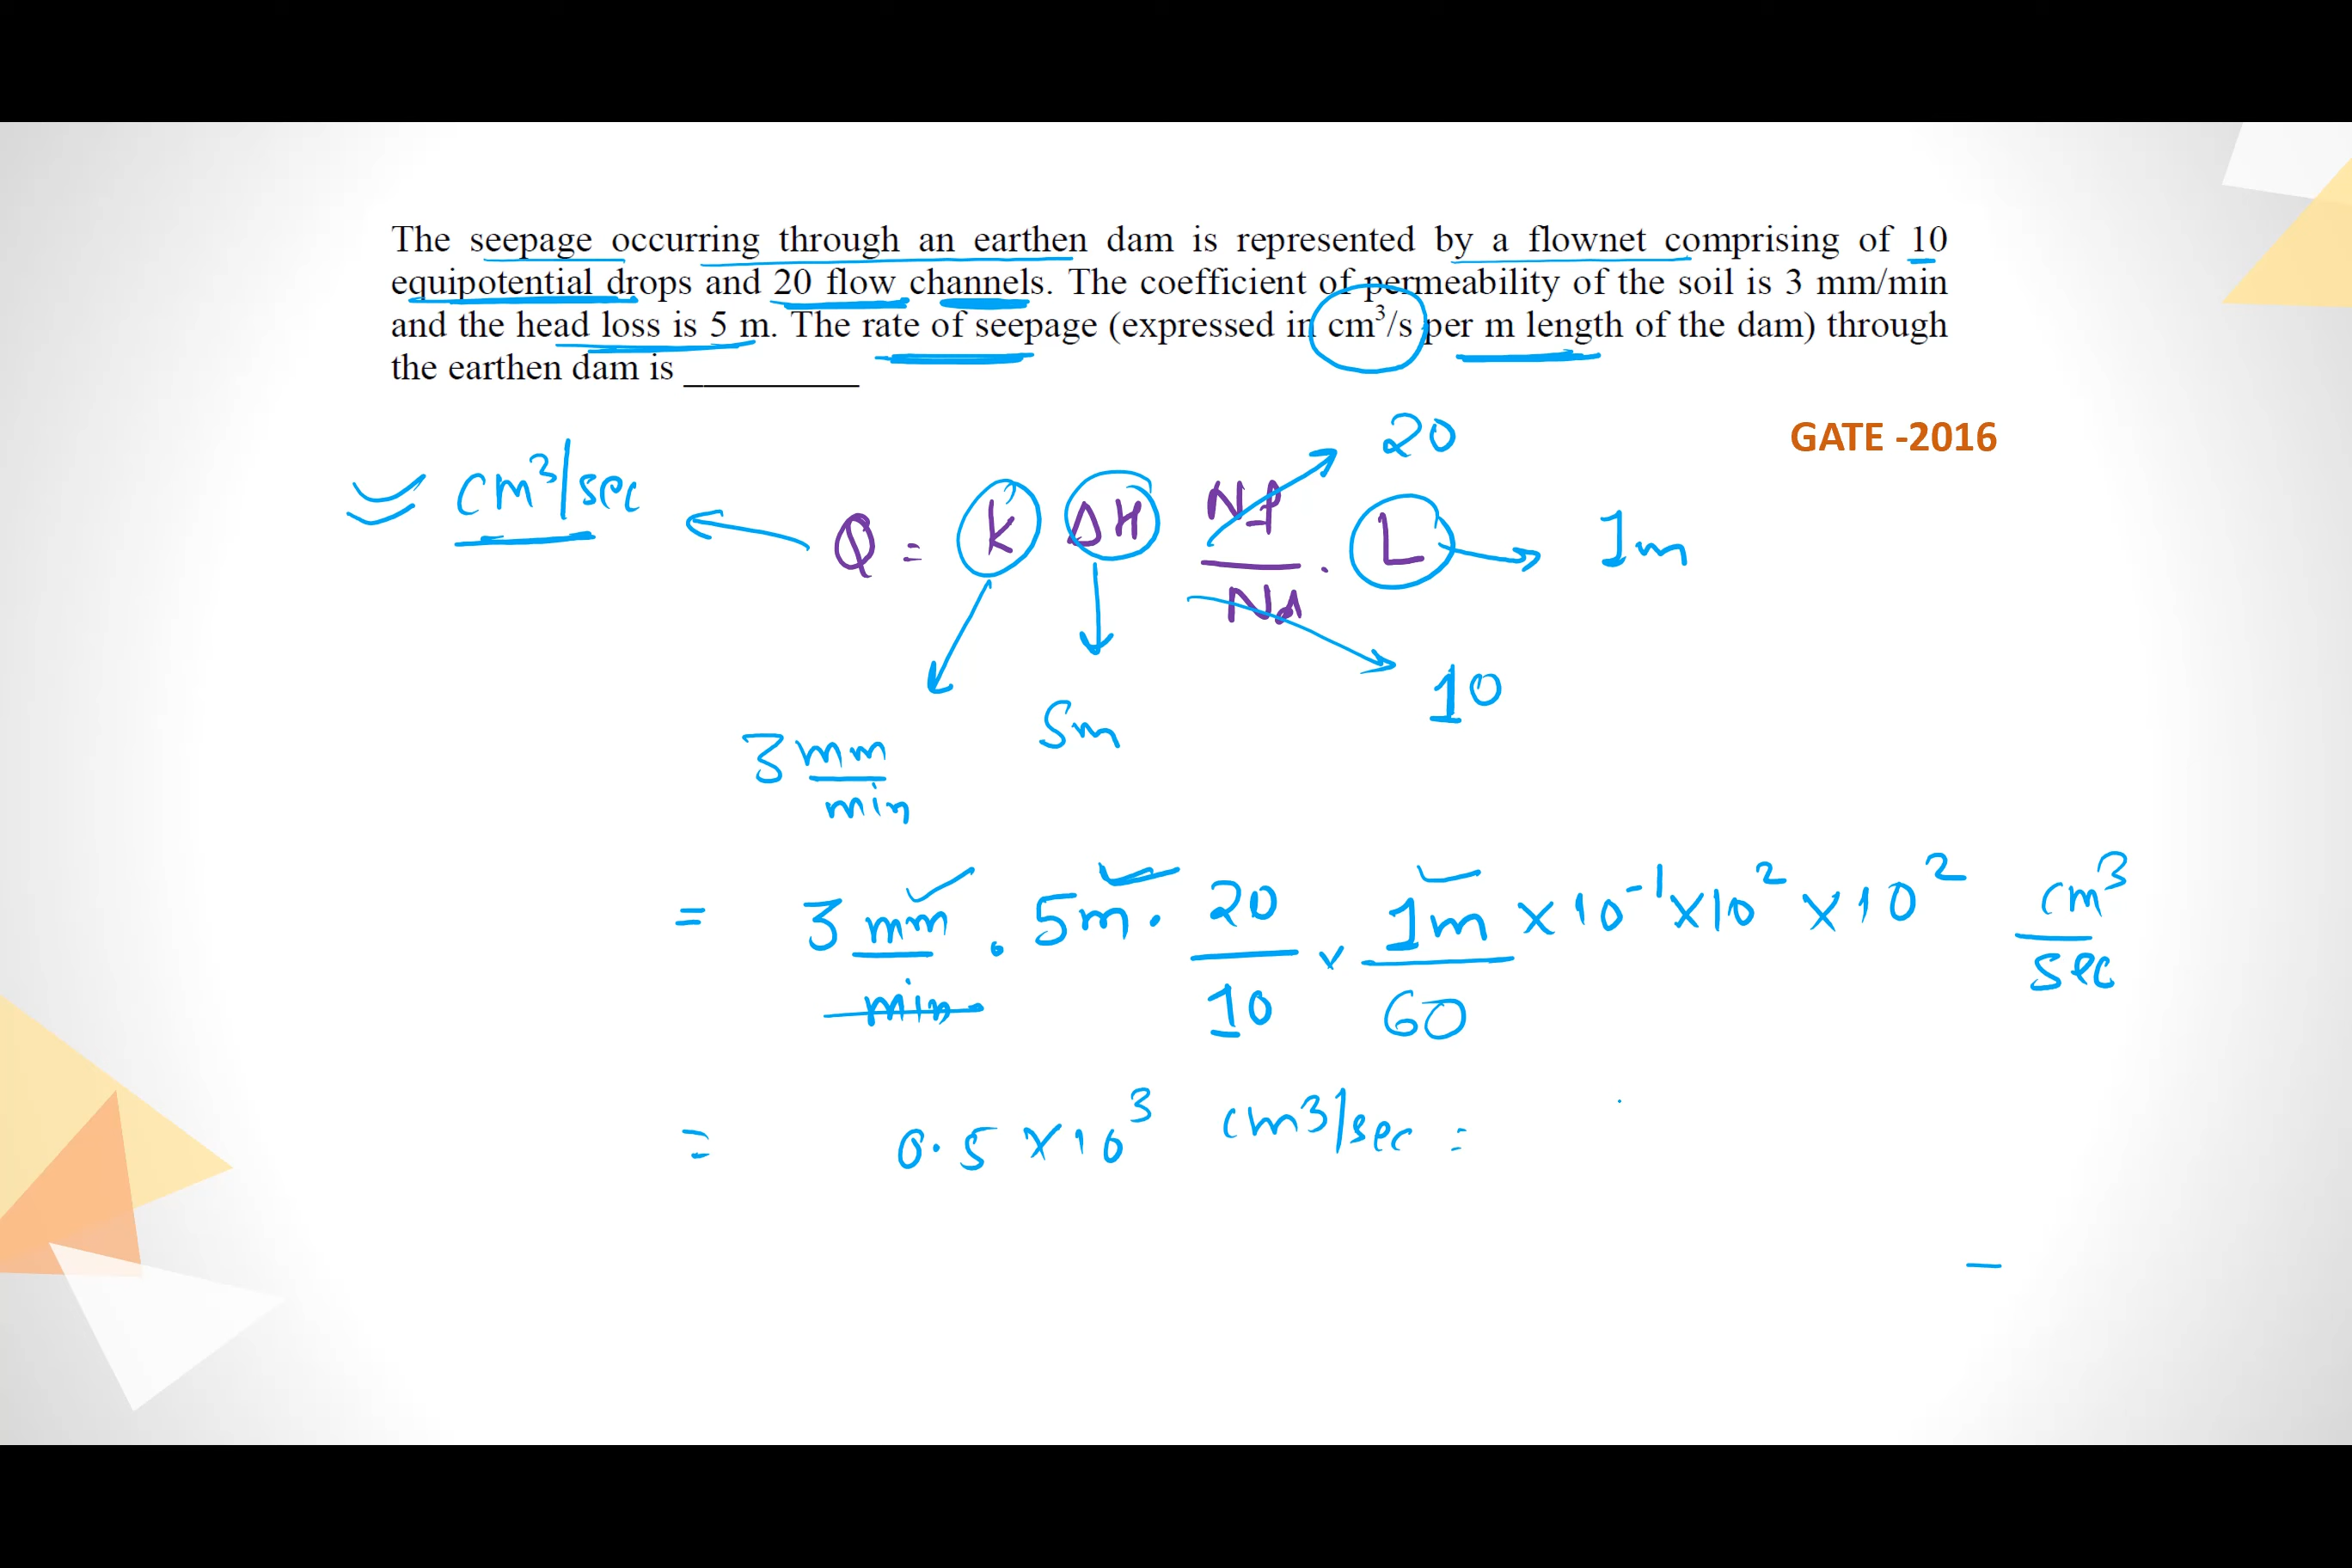 The seepage occurring through an earthen dam is represented by a flownet comprising of 10
equipotential drops and 20 flow channels. The coefficient of permeability of the soil is 3 mm/min
and the head loss is 5 m. The rate of seepage (expressed in cm³/s per m length of the dam) through
the earthen dam is __________
GATE -2016
cm³/sec Q = k ΔH Nf/Nd . L
20
1m
10
3 mm/min
5m
= 3 mm/min . 5m . 20/10 × 1m/60 × 10⁻¹ × 10² × 10² cm³/sec
= 0.5 × 10³ cm³/sec =